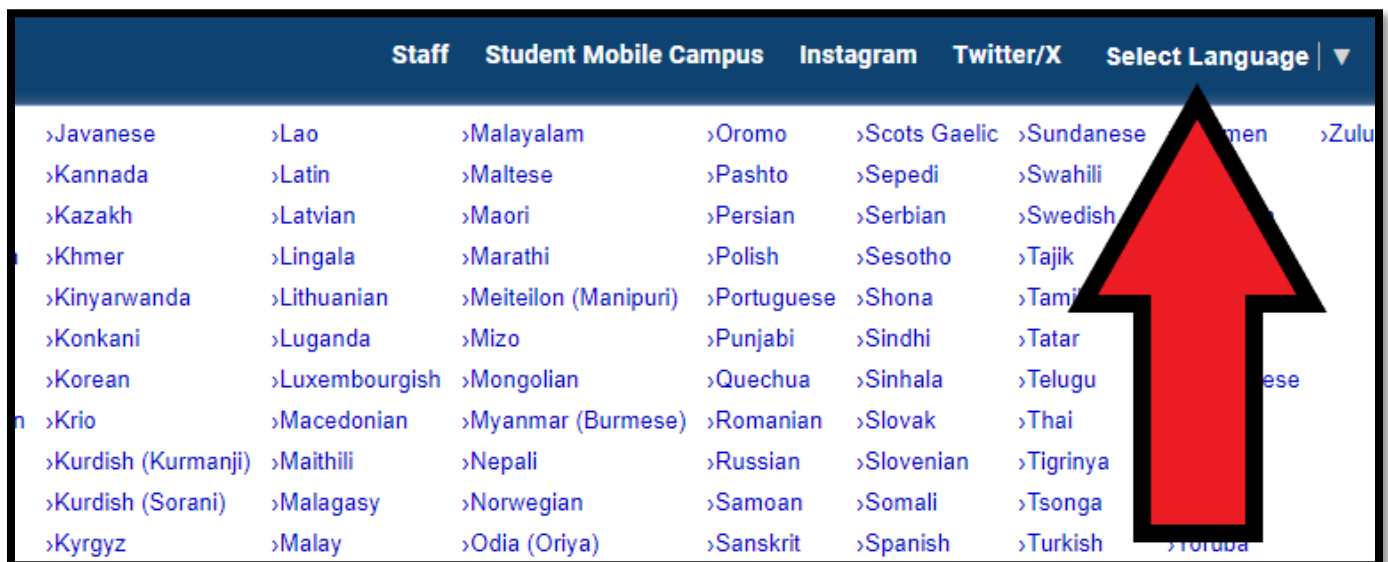 Staff Student Mobile Campus Instagram Twitter/X Select Language | ▼
›Javanese ›Lao ›Malayalam ›Oromo ›Scots Gaelic ›Sundanese ›Zulu
›Kannada ›Latin ›Maltese ›Pashto ›Sepedi ›Swahili
›Kazakh ›Latvian ›Maori ›Persian ›Serbian ›Swedish
›Khmer ›Lingala ›Marathi ›Polish ›Sesotho ›Tajik
›Kinyarwanda ›Lithuanian ›Meiteilon (Manipuri) ›Portuguese ›Shona
›Konkani ›Luganda ›Mizo ›Punjabi ›Sindhi ›Tatar
›Korean ›Luxembourgish ›Mongolian ›Quechua ›Sinhala ›Telugu
›Krio ›Macedonian ›Myanmar (Burmese) ›Romanian ›Slovak ›Thai
›Kurdish (Kurmanji) ›Maithili ›Nepali ›Russian ›Slovenian ›Tigrinya
›Kurdish (Sorani) ›Malagasy ›Norwegian ›Samoan ›Somali ›Tsonga
›Kyrgyz ›Malay ›Odia (Oriya) ›Sanskrit ›Spanish ›Turkish ›Yoruba